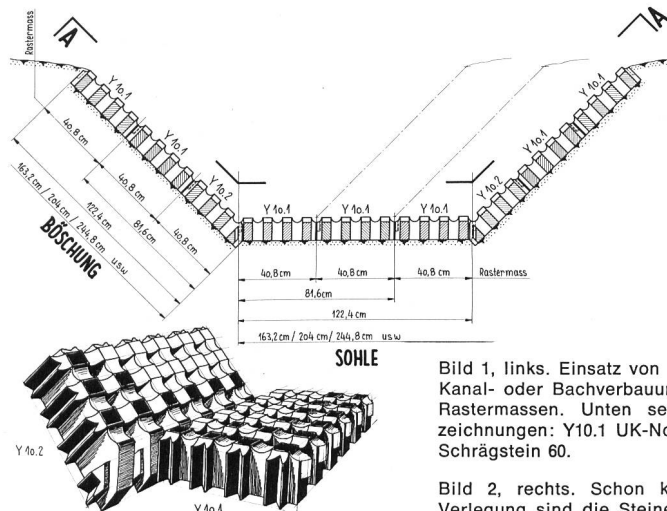 A
A
Rastermass
Y 10.1
Y 10.1
Y 10.2
40,8 cm
40,8 cm
40,8 cm
81,6 cm
122,4 cm
163,2 cm / 204 cm / 244,8 cm usw
BÖSCHUNG
Y 10.1
Y 10.1
Y 10.1
Y 10.2
Y 10.1
Y 10.1
40,8 cm
40,8 cm
40,8 cm
Rastermass
81,6 cm
122,4 cm
163,2 cm / 204 cm / 244,8 cm usw
SOHLE
Y 10.2
Y 10.1
Bild 1, links. Einsatz von
Kanal- oder Bachverbauun
Rastermassen. Unten se
zeichnungen: Y10.1 UK-No
Schrägstein 60.
Bild 2, rechts. Schon k
Verlegung sind die Steine